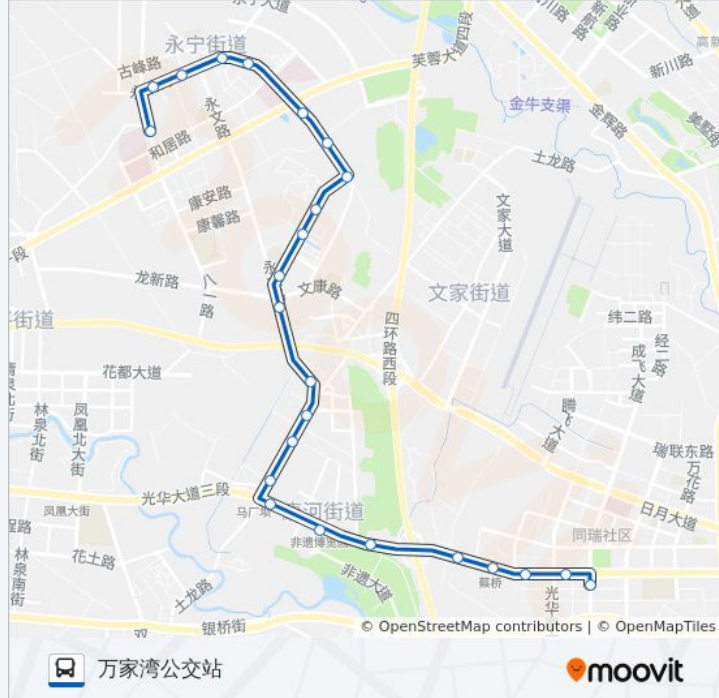 永宁街道
古峰路
芙蓉大道四段
新川路
金牛支渠
金辉路
永文路
和居路
土龙路
康安路
康馨路
文家大道
龙新路
八一路
文康路
文家街道
四环路西段
纬二路
经二路
成飞大道
花都大道
林泉北街
凤凰北大街
腾飞大道
瑞联东路
万花路
日月大道
光华大道三段
凤凰大街
马厂坝
同瑞社区
花土路
林泉南街
土龙路
非遗大道
蔡桥
银桥街
© OpenStreetMap contributors | © OpenMapTiles
万家湾公交站
moovit